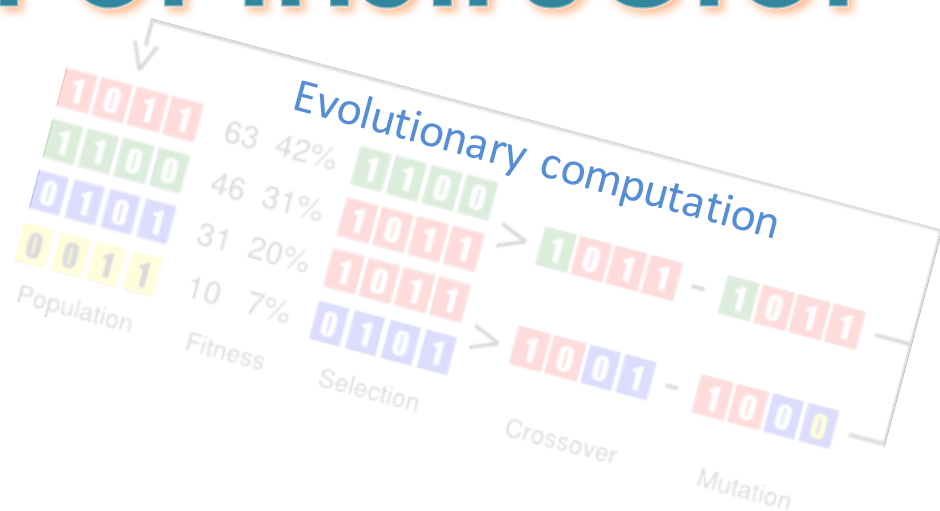 Evolutionary computation
1011 63 42% 1100
1100 46 31% 1011 > 1011 - 1011
0101 31 20% 1011
0011 10 7% 0101 > 1001 - 1000
Population Fitness Selection Crossover Mutation